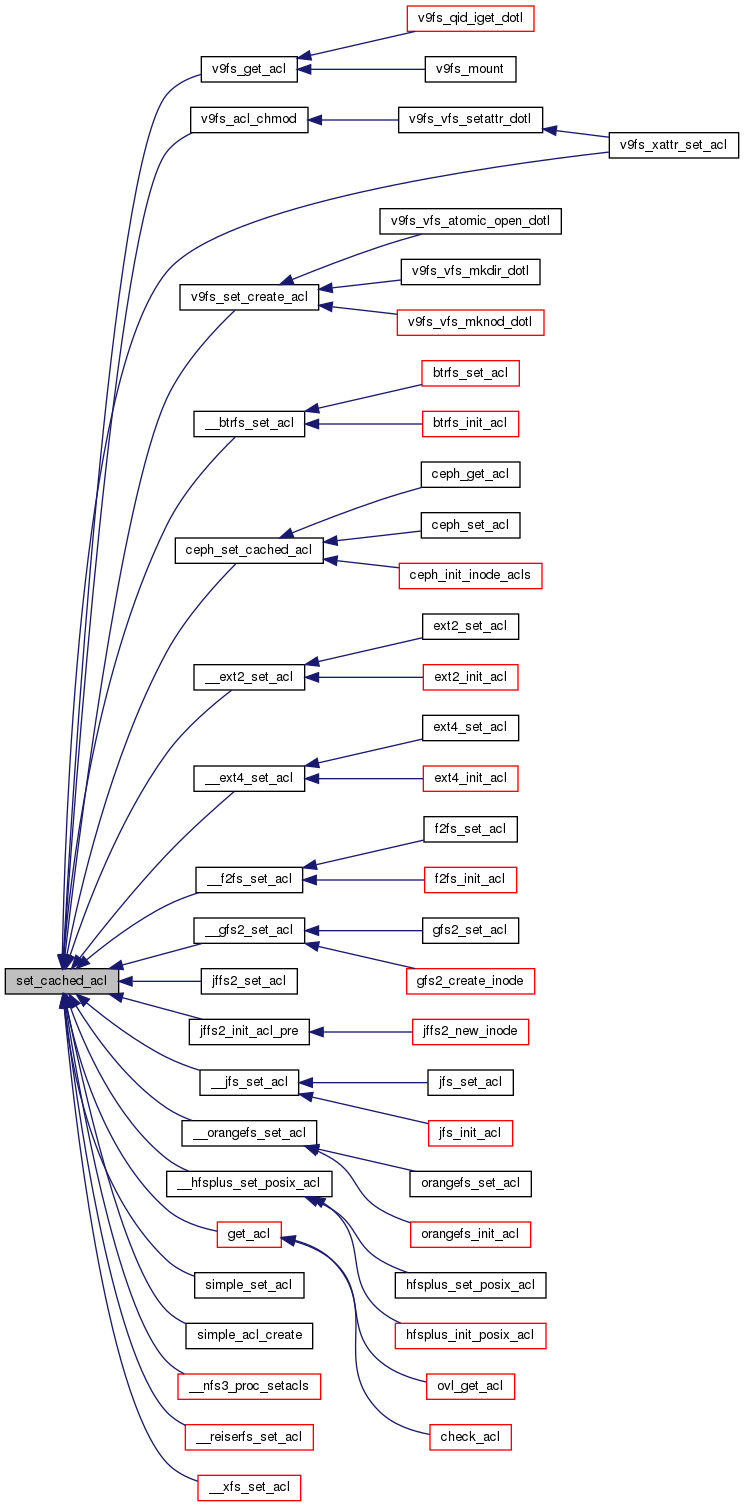 v9fs_qid_iget_dotl
v9fs_get_acl
v9fs_mount
v9fs_acl_chmod
v9fs_vfs_setattr_dotl
v9fs_xattr_set_acl
v9fs_vfs_atomic_open_dotl
v9fs_vfs_mkdir_dotl
v9fs_set_create_acl
v9fs_vfs_mknod_dotl
btrfs_set_acl
__btrfs_set_acl
btrfs_init_acl
ceph_get_acl
ceph_set_acl
ceph_set_cached_acl
ceph_init_inode_acls
ext2_set_acl
__ext2_set_acl
ext2_init_acl
ext4_set_acl
__ext4_set_acl
ext4_init_acl
f2fs_set_acl
__f2fs_set_acl
f2fs_init_acl
__gfs2_set_acl
gfs2_set_acl
set_cached_acl
jffs2_set_acl
gfs2_create_inode
jffs2_init_acl_pre
jffs2_new_inode
__jfs_set_acl
jfs_set_acl
jfs_init_acl
__orangefs_set_acl
orangefs_set_acl
__hfsplus_set_posix_acl
get_acl
orangefs_init_acl
simple_set_acl
hfsplus_set_posix_acl
simple_acl_create
hfsplus_init_posix_acl
__nfs3_proc_setacls
ovl_get_acl
__reiserfs_set_acl
check_acl
__xfs_set_acl